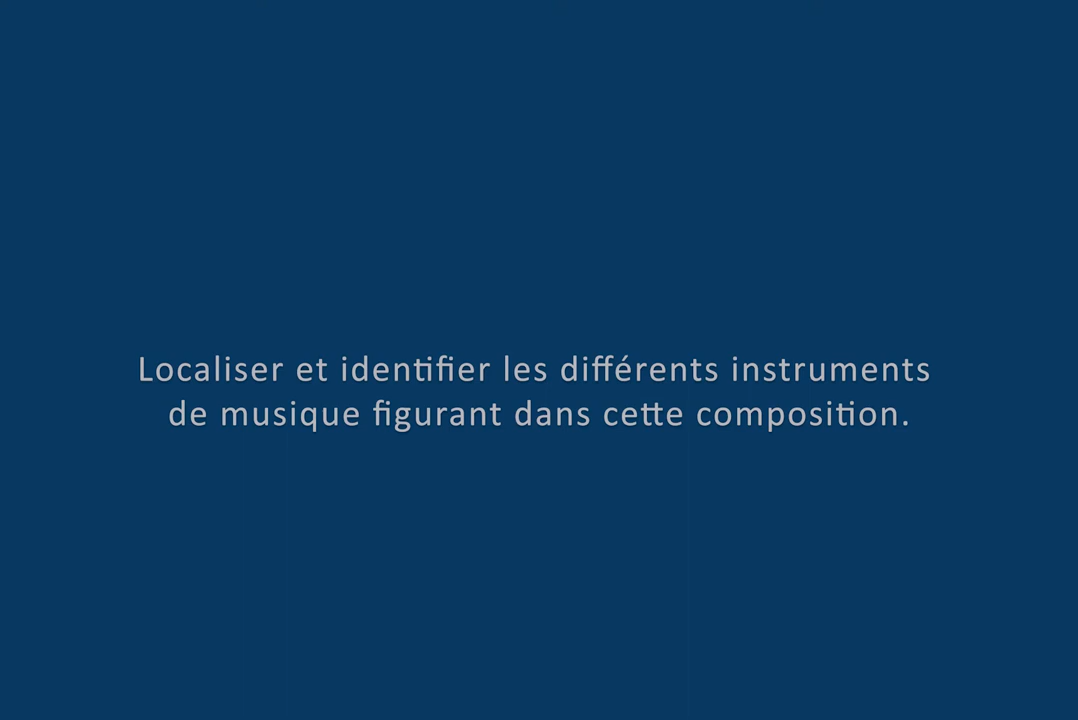 Localiser et identifier les différents instruments
de musique figurant dans cette composition.